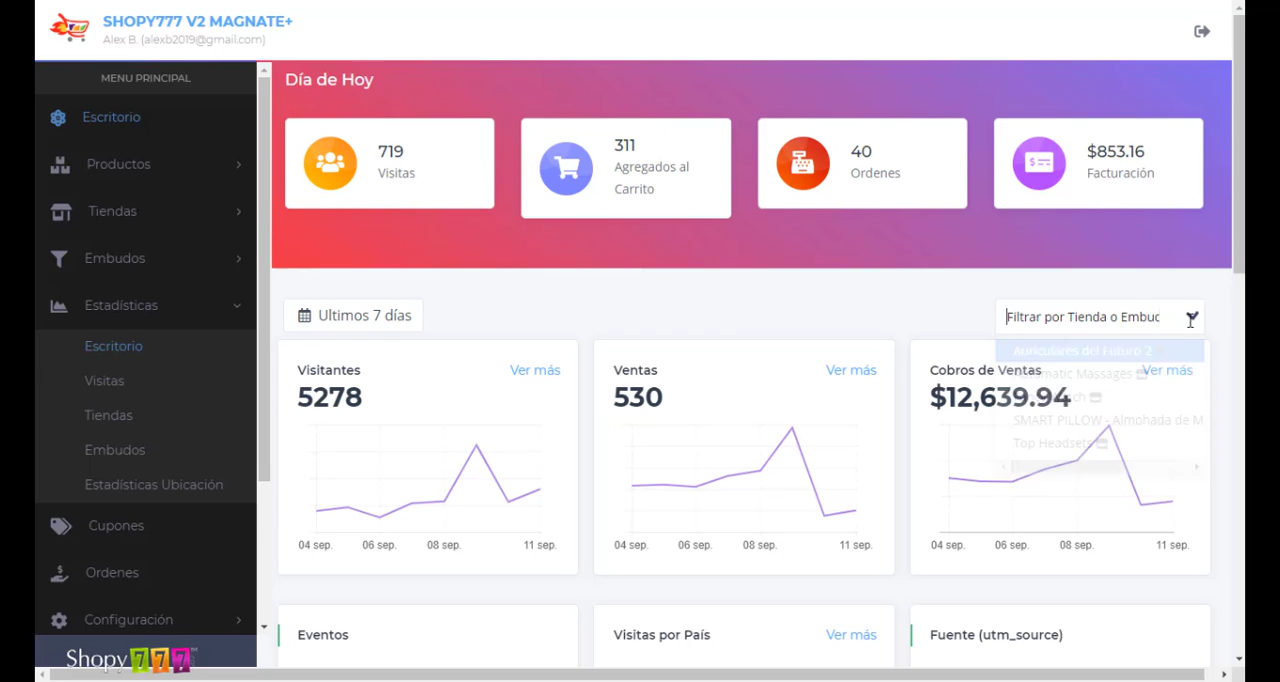 SHOPY777 V2 MAGNATE+
Alex B. (alexb2019@gmail.com)
MENU PRINCIPAL
Escritorio
Productos
Tiendas
Embudos
Estadísticas
Escritorio
Visitas
Tiendas
Embudos
Estadísticas Ubicación
Cupones
Ordenes
Configuración
Shopy777™
Día de Hoy
719
Visitas
311
Agregados al
Carrito
40
Ordenes
$853.16
Facturación
Ultimos 7 días
Filtrar por Tienda o Embud
Auriculares del Futuro 2
Massages
SMART PILLOW - Almohada de M
Top Headsets
Visitantes
Ver más
5278
04 sep. 06 sep. 08 sep. 11 sep.
Ventas
Ver más
530
04 sep. 06 sep. 08 sep. 11 sep.
Cobros de Ventas
Ver más
$12,639.94
04 sep. 06 sep. 08 sep. 11 sep.
Eventos
Visitas por País
Ver más
Fuente (utm_source)